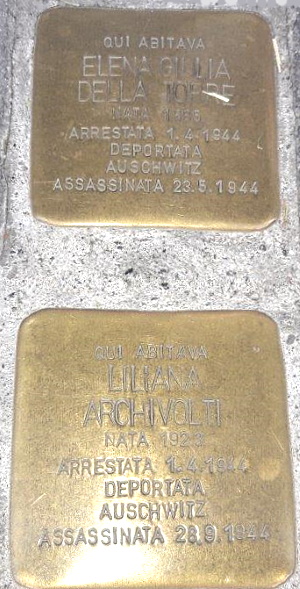 QUI ABITAVA
ELENA GIULIA
DELLA TORRE
NATA
ARRESTATA 1.4.1944
DEPORTATA
AUSCHWITZ
ASSASSINATA 23.5.1944
QUI ABITAVA
LILIANA
ARCHIVOLTI
NATA 1923
ARRESTATA 1.4.1944
DEPORTATA
AUSCHWITZ
ASSASSINATA 28.9.1944